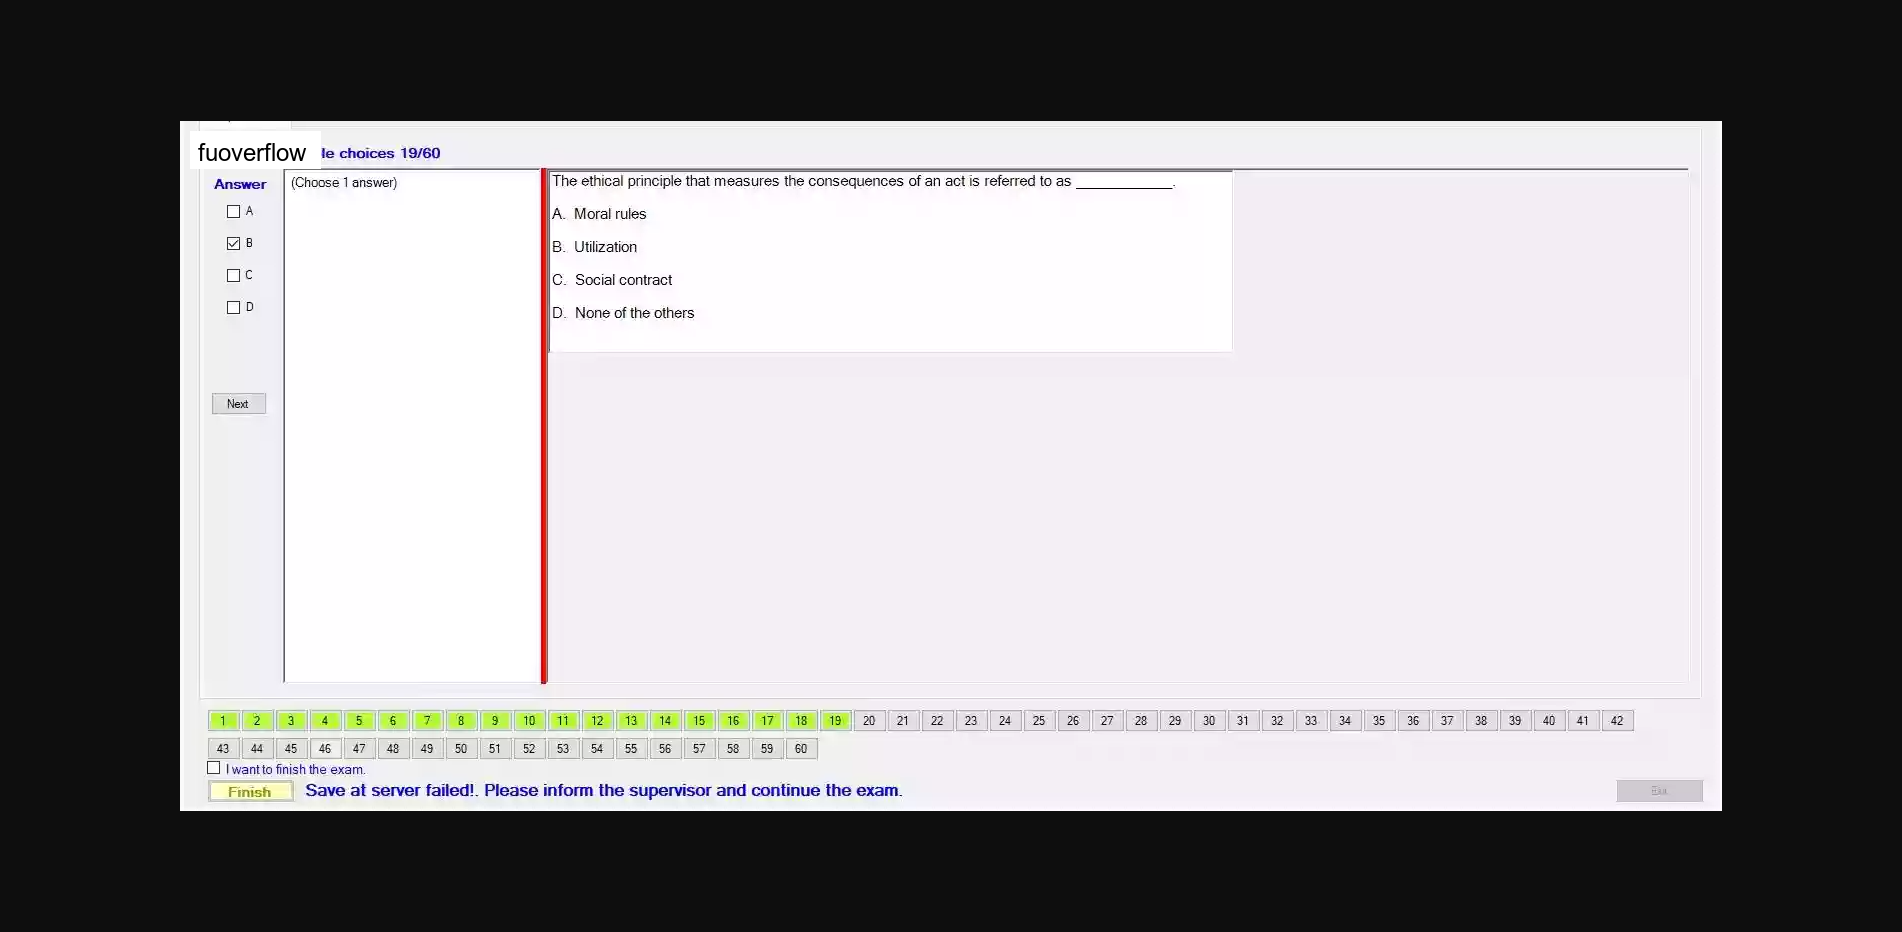 fuoverflow
le choices 19/60
Answer
(Choose 1 answer)
A
B
C
D
Next
The ethical principle that measures the consequences of an act is referred to as ____________.
A. Moral rules
B. Utilization
C. Social contract
D. None of the others
1 2 3 4 5 6 7 8 9 10 11 12 13 14 15 16 17 18 19 20 21 22 23 24 25 26 27 28 29 30 31 32 33 34 35 36 37 38 39 40 41 42
43 44 45 46 47 48 49 50 51 52 53 54 55 56 57 58 59 60
I want to finish the exam.
Finish
Save at server failed!. Please inform the supervisor and continue the exam.
Exit